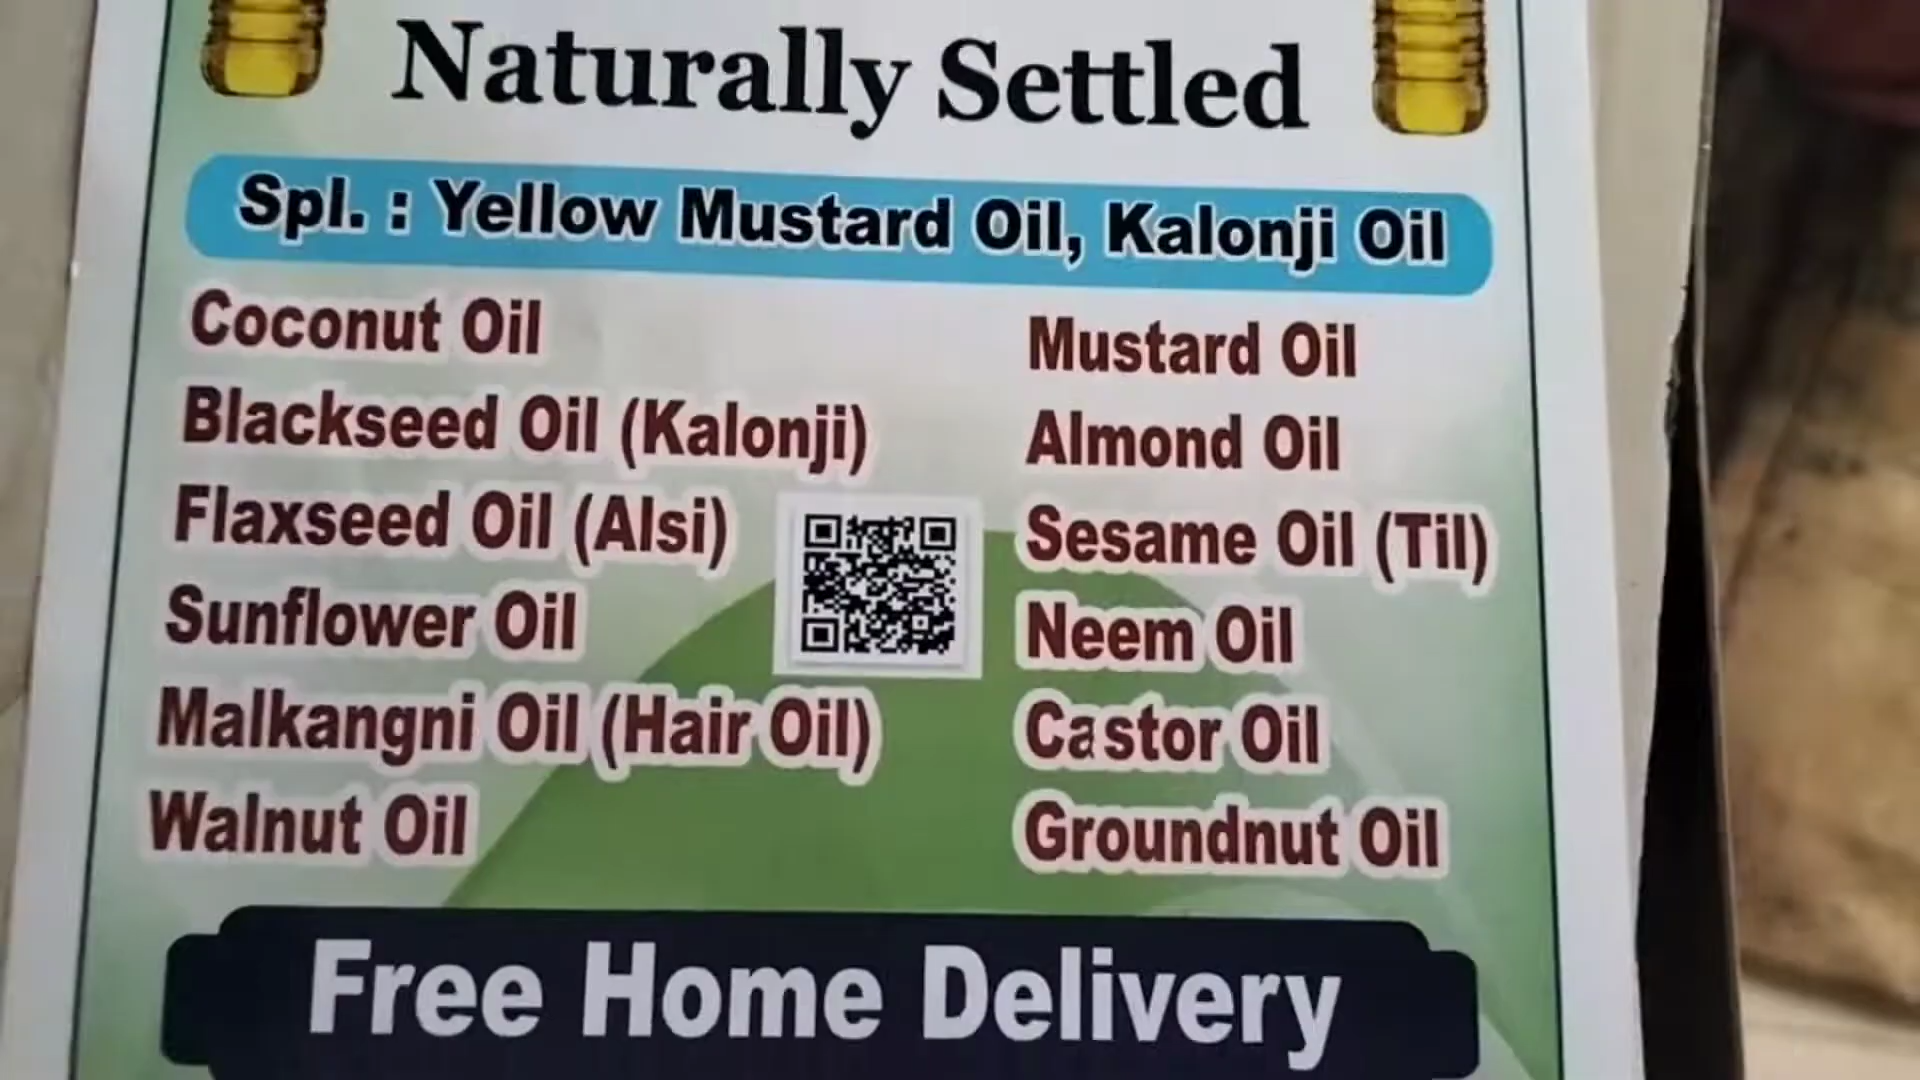 Naturally Settled
Spl. : Yellow Mustard Oil, Kalonji Oil
Coconut Oil
Blackseed Oil (Kalonji)
Flaxseed Oil (Alsi)
Sunflower Oil
Malkangni Oil (Hair Oil)
Walnut Oil
Mustard Oil
Almond Oil
Sesame Oil (Til)
Neem Oil
Castor Oil
Groundnut Oil
Free Home Delivery